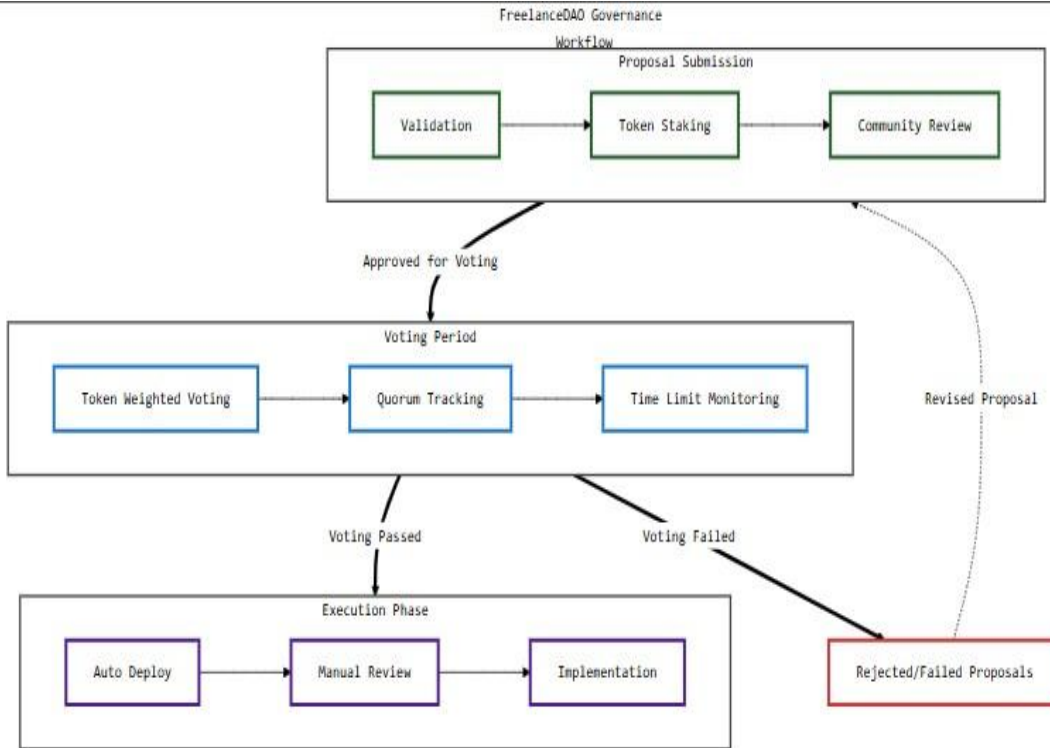 FreelanceDAO Governance
Workflow
Proposal Submission
Validation
Token Staking
Community Review
Approved for Voting
Voting Period
Token Weighted Voting
Quorum Tracking
Time Limit Monitoring
Revised Proposal
Voting Passed
Voting Failed
Execution Phase
Auto Deploy
Manual Review
Implementation
Rejected/Failed Proposals